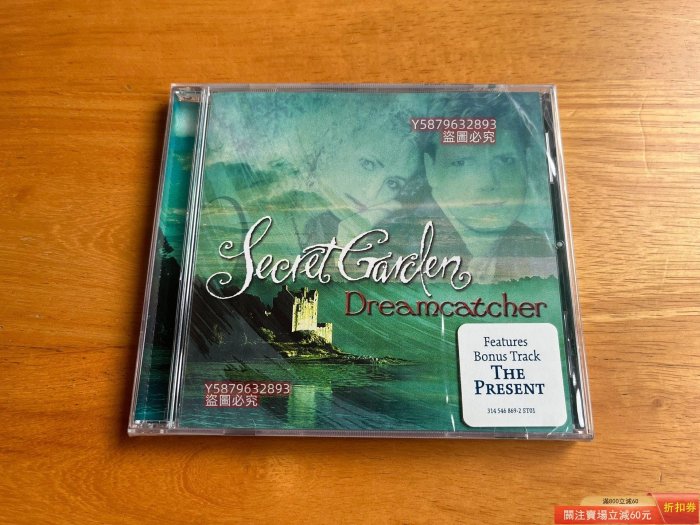 Y5879632893
盜圖必究
Secret Garden
Dreamcatcher
Features
Bonus Track
THE
PRESENT
314 546 869-2 ST01
Y5879632893
盜圖必究
滿800立減60
關注賣場立減60元
折扣劵